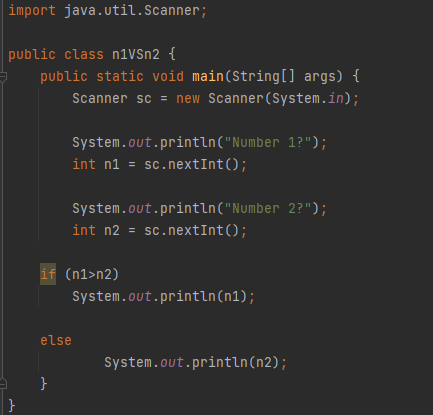 import java.util.Scanner;
public class n1VSn2 {
    public static void main(String[] args) {
        Scanner sc = new Scanner(System.in);
        System.out.println("Number 1?");
        int n1 = sc.nextInt();
        System.out.println("Number 2?");
        int n2 = sc.nextInt();
    if (n1>n2)
        System.out.println(n1);
    else
            System.out.println(n2);
    }
}